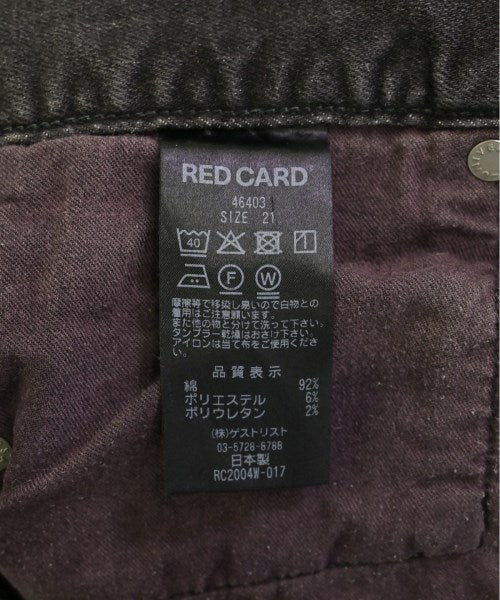 RED CARD®
46403
SIZE 21
40
F W
摩擦等で移染し易いので白物との
着用はご注意願います。
また他の物と分けて洗って下さい。
タンブラー乾燥はおさけ下さい。
アイロンは当て布をご使用くだ
さい。
品質表示
綿 92%
ポリエステル 6%
ポリウレタン 2%
(株)ゲストリスト
03-5728-8788
日本製
RC2004W-017